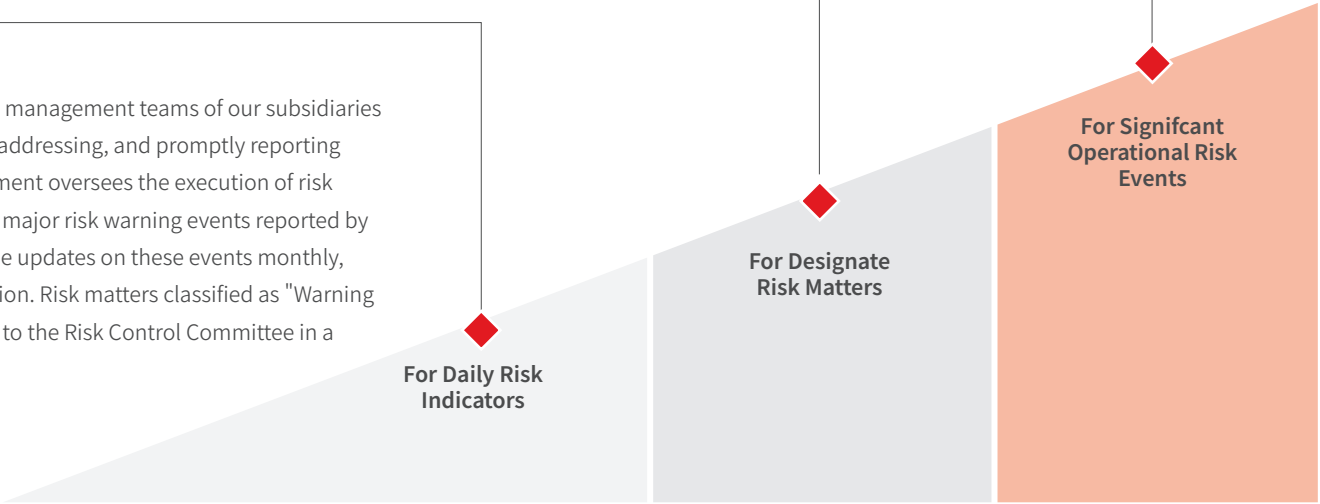 management teams of our subsidiaries
addressing, and promptly reporting
ment oversees the execution of risk
major risk warning events reported by
e updates on these events monthly,
ion. Risk matters classified as "Warning
to the Risk Control Committee in a
For Daily Risk
Indicators
For Designate
Risk Matters
For Signifcant
Operational Risk
Events